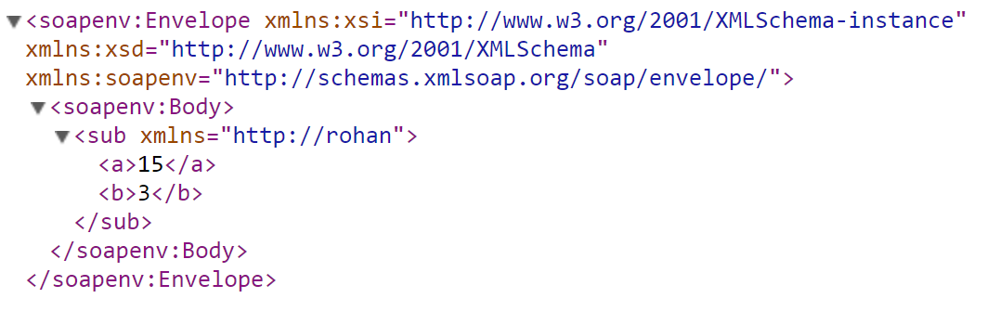 <soapenv:Envelope xmlns:xsi="http://www.w3.org/2001/XMLSchema-instance"
xmlns:xsd="http://www.w3.org/2001/XMLSchema"
xmlns:soapenv="http://schemas.xmlsoap.org/soap/envelope/">
<soapenv:Body>
<sub xmlns="http://rohan">
<a>15</a>
<b>3</b>
</sub>
</soapenv:Body>
</soapenv:Envelope>